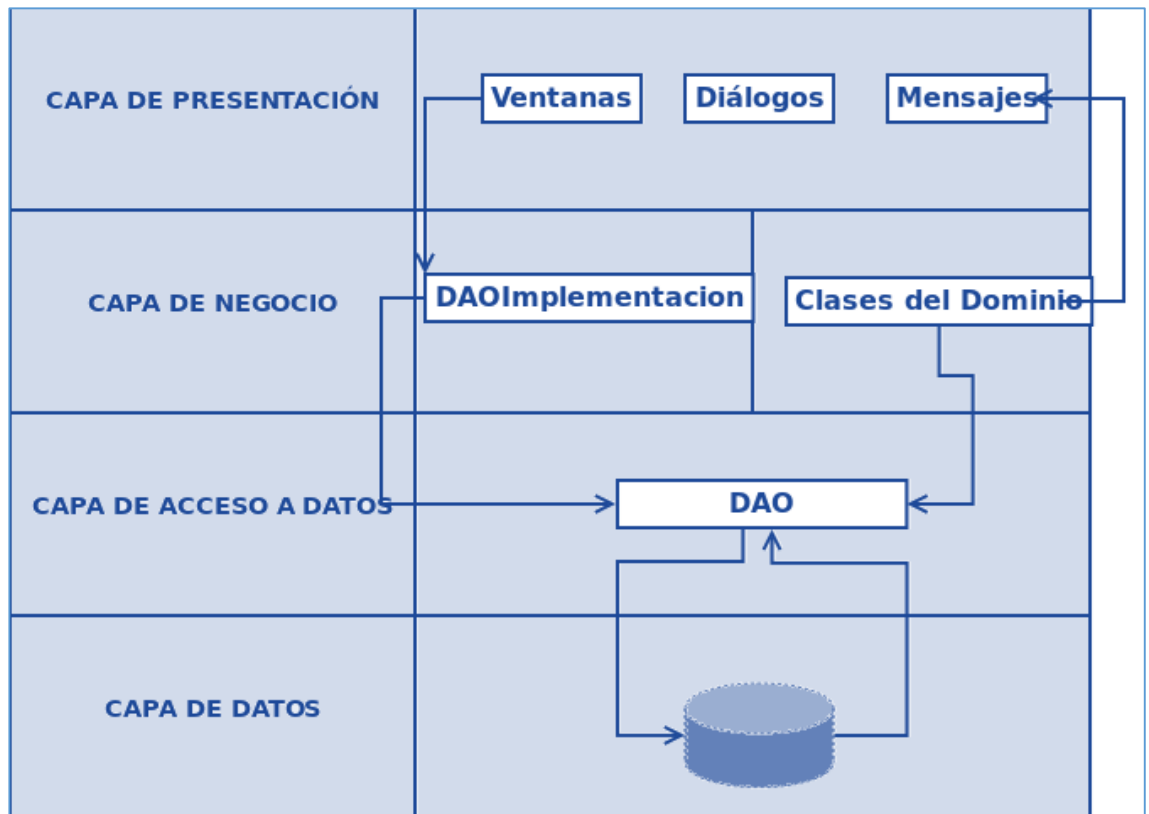 CAPA DE PRESENTACIÓN
Ventanas
Diálogos
Mensajes
CAPA DE NEGOCIO
DAOImplementacion
Clases del Dominio
CAPA DE ACCESO A DATOS
DAO
CAPA DE DATOS